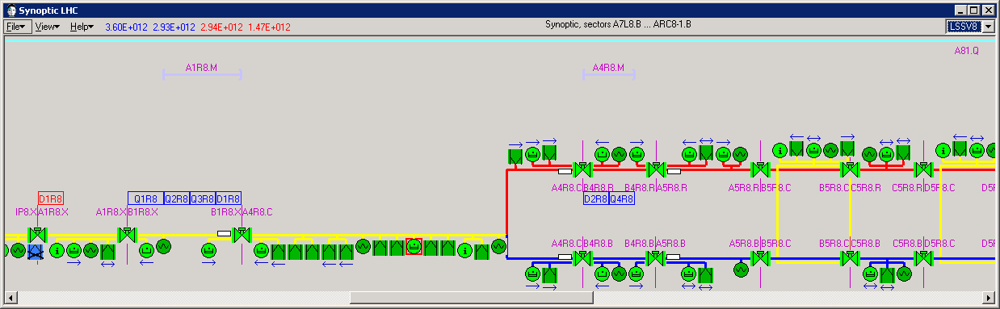 Synoptic LHC
File View Help 3.60E+012 2.93E+012 2.94E+012 1.47E+012 Synoptic, sectors A7L8.B ... ARC8-1.B LSSV8
A81.Q
A1R8.M A4R8.M
A4R8.C B4R8.R B4R8.R A5R8.R A5R8.R B5R8.C B5R8.C C5R8.R C5R8.R D5R8.C D5R
D1R8 Q1R8 Q2R8 Q3R8 D1R8 D2R8 Q4R8
IP8.X A1R8.X A1R8.X B1R8.X B1R8.X A4R8.C
A4R8.C B4R8.B B4R8.B A5R8.B A5R8.B B5R8.C B5R8.C C5R8.C C5R8.B D5R8.C D5R